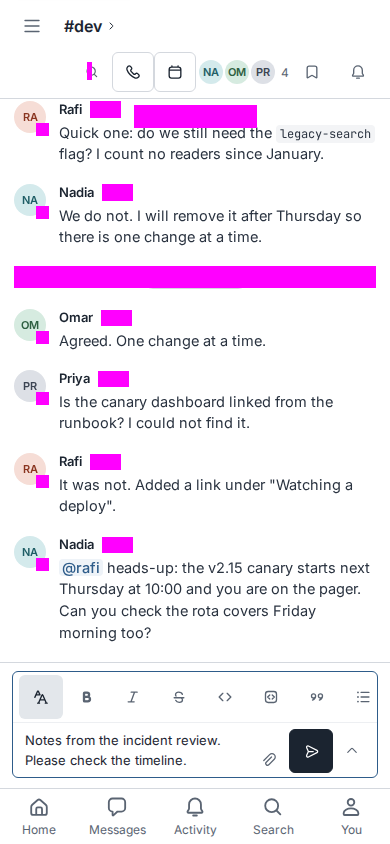 #dev
NA OM PR 4
RA Rafi
Quick one: do we still need the legacy-search
flag? I count no readers since January.
NA Nadia
We do not. I will remove it after Thursday so
there is one change at a time.
OM Omar
Agreed. One change at a time.
PR Priya
Is the canary dashboard linked from the
runbook? I could not find it.
RA Rafi
It was not. Added a link under "Watching a
deploy".
NA Nadia
@rafi heads-up: the v2.15 canary starts next
Thursday at 10:00 and you are on the pager.
Can you check the rota covers Friday
morning too?
Notes from the incident review.
Please check the timeline.
Home Messages Activity Search You